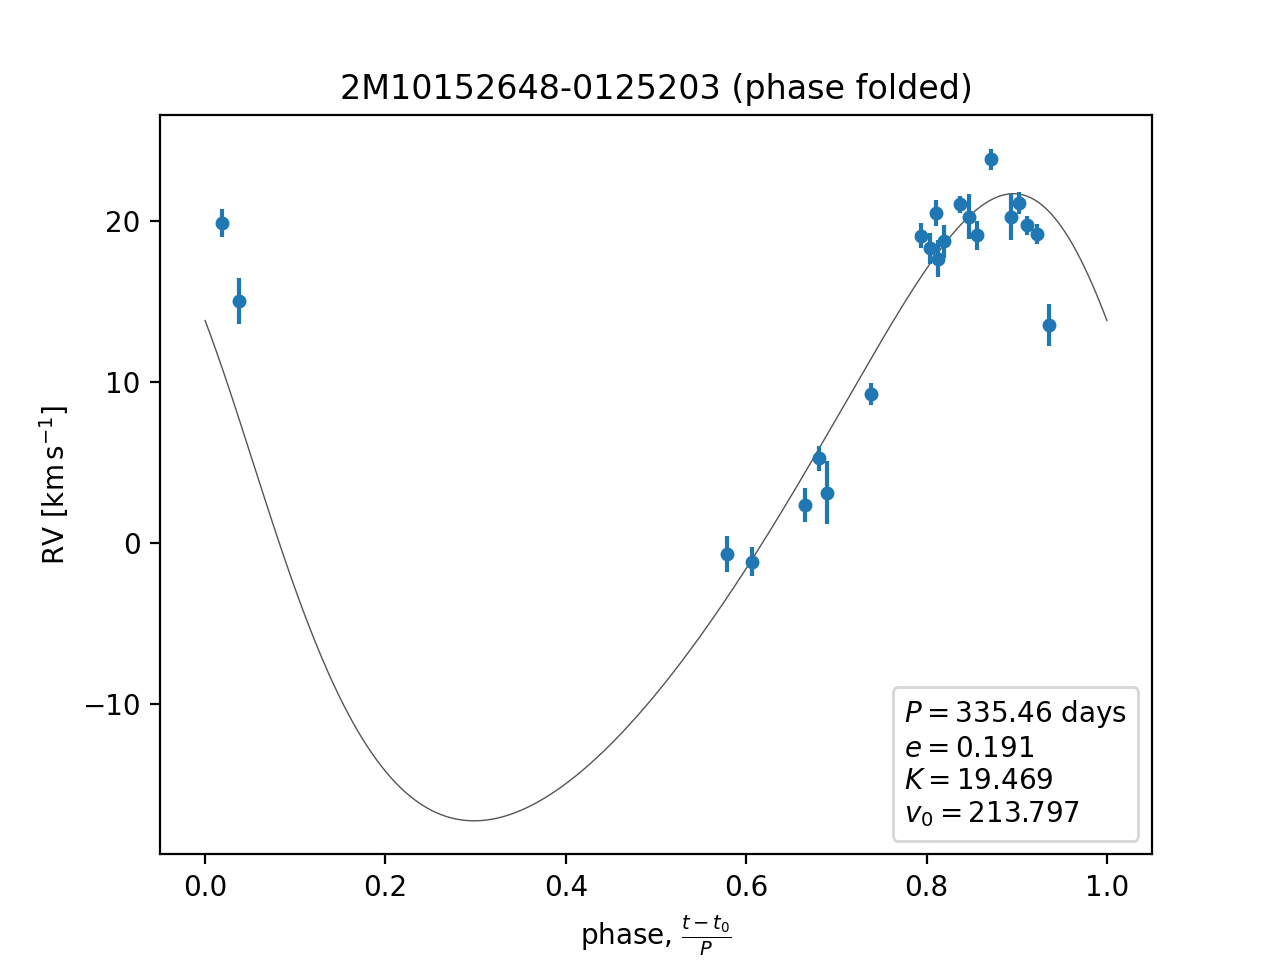 2M10152648-0125203 (phase folded)
RV [km s⁻¹]
20
10
0
−10
P = 335.46 days
e = 0.191
K = 19.469
v₀ = 213.797
0.0 0.2 0.4 0.6 0.8 1.0
phase, (t − t₀)/P